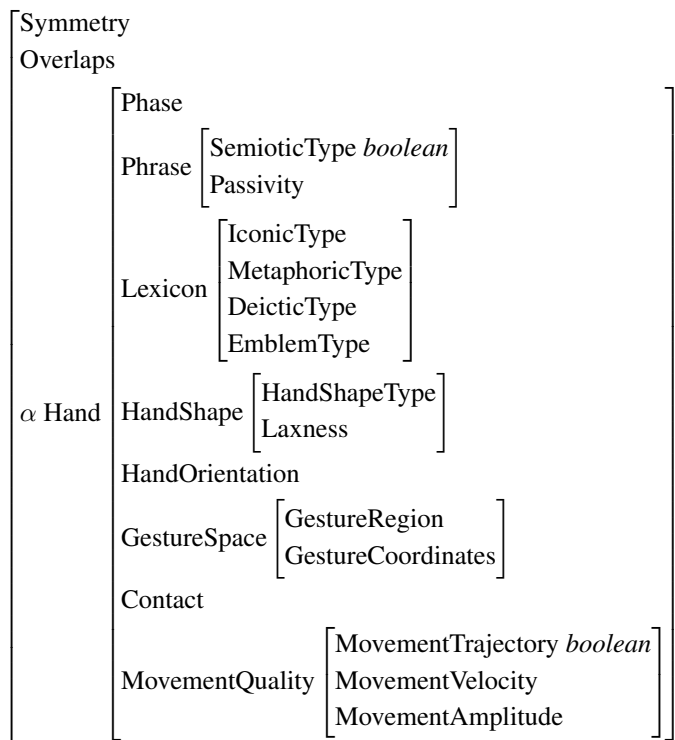 Symmetry
Overlaps
Phase
Phrase SemioticType boolean
Passivity
IconicType
MetaphoricType
Lexicon
DeicticType
EmblemType
α Hand HandShape HandShapeType
Laxness
HandOrientation
GestureSpace GestureRegion
GestureCoordinates
Contact
MovementQuality MovementTrajectory boolean
MovementVelocity
MovementAmplitude